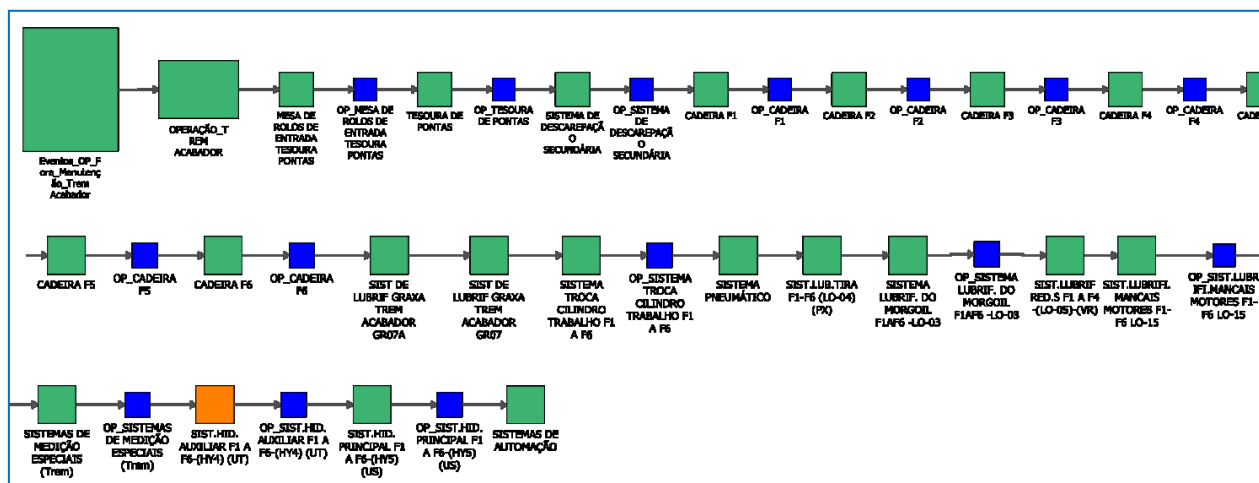 Eventos_OP_F
ora_Manutenç
ão_Trem
Acabador
OPERAÇÃO_T
REM
ACABADOR
MESA DE
ROLOS DE
ENTRADA
TESOURA
PONTAS
OP_MESA DE
ROLOS DE
ENTRADA
TESOURA
PONTAS
TESOURA DE
PONTAS
OP_TESOURA
DE PONTAS
SISTEMA DE
DESCAREPAÇÃ
O
SECUNDÁRIA
OP_SISTEMA
DE
DESCAREPAÇÃ
O
SECUNDÁRIA
CADEIRA F1
OP_CADEIRA
F1
CADEIRA F2
OP_CADEIRA
F2
CADEIRA F3
OP_CADEIRA
F3
CADEIRA F4
OP_CADEIRA
F4
CADE
CADEIRA F5
OP_CADEIRA
F5
CADEIRA F6
OP_CADEIRA
F6
SIST DE
LUBRIF GRAXA
TREM
ACABADOR
GR07A
SIST DE
LUBRIF GRAXA
TREM
ACABADOR
GR07
SISTEMA
TROCA
CILINDRO
TRABALHO F1
A F6
OP_SISTEMA
TROCA
CILINDRO
TRABALHO F1
A F6
SISTEMA
PNEUMÁTICO
SIST.LUB.TIRA
F1-F6 (LO-04)
(PX)
SISTEMA
LUBRIF. DO
MORGOIL
F1AF6 -LO-03
OP_SISTEMA
LUBRIF. DO
MORGOIL
F1AF6 -LO-03
SIST.LUBRIF
RED.S F1 A F4
-(LO-05)-(VR)
SIST.LUBRIFI.
MANCAIS
MOTORES F1-
F6 LO-15
OP_SIST.LUBR
IFI.MANCAIS
MOTORES F1-
F6 LO-15
SISTEMAS DE
MEDIÇÃO
ESPECIAIS
(Trem)
OP_SISTEMAS
DE MEDIÇÃO
ESPECIAIS
(Trem)
SIST.HID.
AUXILIAR F1 A
F6-(HY4) (UT)
OP_SIST.HID.
AUXILIAR F1 A
F6-(HY4) (UT)
SIST.HID.
PRINCIPAL F1
A F6-(HY5)
(US)
OP_SIST.HID.
PRINCIPAL F1
A F6-(HY5)
(US)
SISTEMAS DE
AUTOMAÇÃO